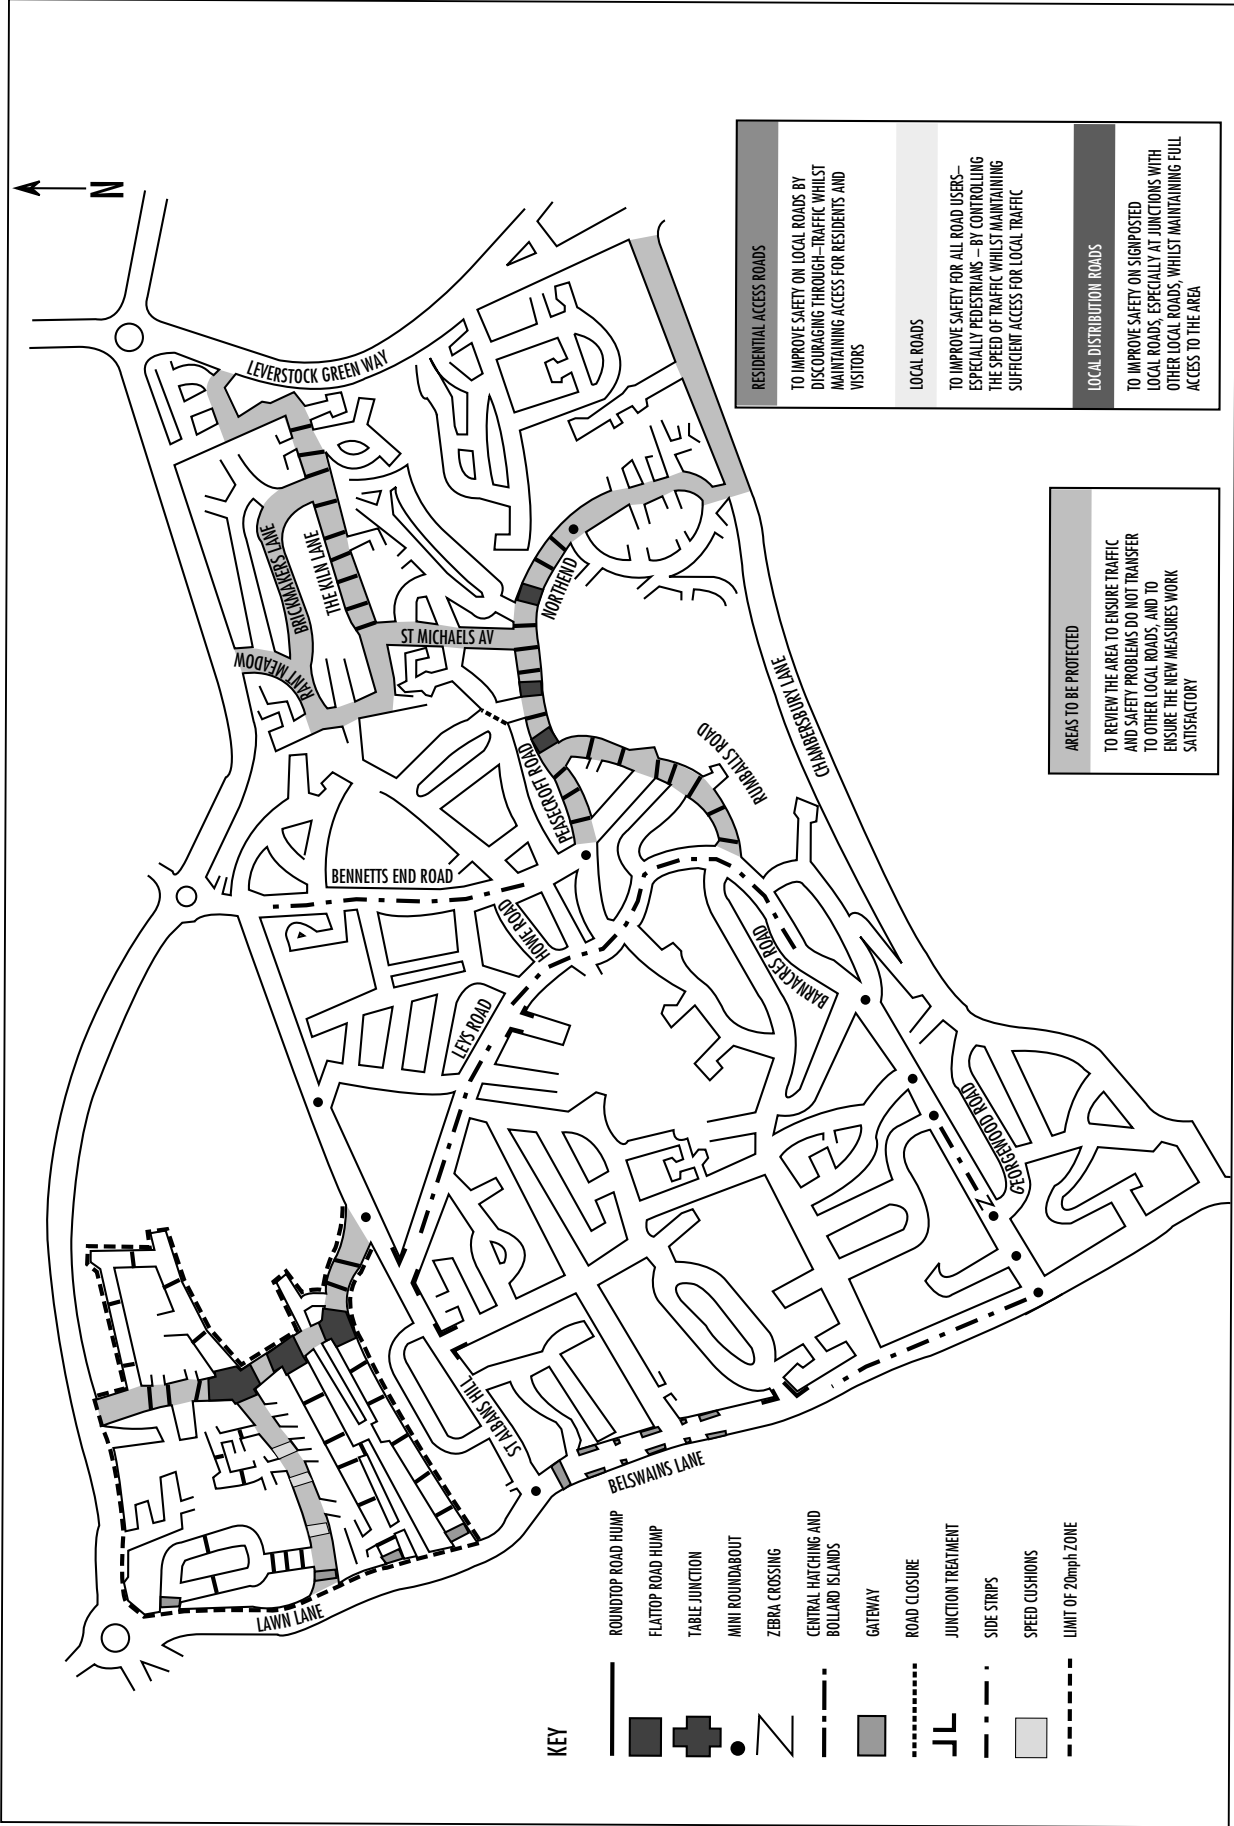 N
LEVERSTOCK GREEN WAY
BRICKMAKERS LANE
THE KILN LANE
RANT MEADOW
ST MICHAELS AV
NORTHEND
PEASECROFT ROAD
RUMBALLS ROAD
CHAMBERSBURY LANE
BENNETTS END ROAD
HOWE ROAD
LEYS ROAD
BARNACRES ROAD
GEORGEWOOD ROAD
ST ALBANS HILL
BELSWAINS LANE
LAWN LANE
KEY
ROUNDTOP ROAD HUMP
FLATTOP ROAD HUMP
TABLE JUNCTION
MINI ROUNDABOUT
ZEBRA CROSSING
CENTRAL HATCHING AND
BOLLARD ISLANDS
GATEWAY
ROAD CLOSURE
JUNCTION TREATMENT
SIDE STRIPS
SPEED CUSHIONS
LIMIT OF 20mph ZONE
AREAS TO BE PROTECTED
TO REVIEW THE AREA TO ENSURE TRAFFIC
AND SAFETY PROBLEMS DO NOT TRANSFER
TO OTHER LOCAL ROADS, AND TO
ENSURE THE NEW MEASURES WORK
SATISFACTORY
RESIDENTIAL ACCESS ROADS
TO IMPROVE SAFETY ON LOCAL ROADS BY
DISCOURAGING THROUGH–TRAFFIC WHILST
MAINTAINING ACCESS FOR RESIDENTS AND
VISITORS
LOCAL ROADS
TO IMPROVE SAFETY FOR ALL ROAD USERS–
ESPECIALLY PEDESTRIANS – BY CONTROLLING
THE SPEED OF TRAFFIC WHILST MAINTAINING
SUFFICIENT ACCESS FOR LOCAL TRAFFIC
LOCAL DISTRIBUTION ROADS
TO IMPROVE SAFETY ON SIGNPOSTED
LOCAL ROADS, ESPECIALLY AT JUNCTIONS WITH
OTHER LOCAL ROADS, WHILST MAINTAINING FULL
ACCESS TO THE AREA